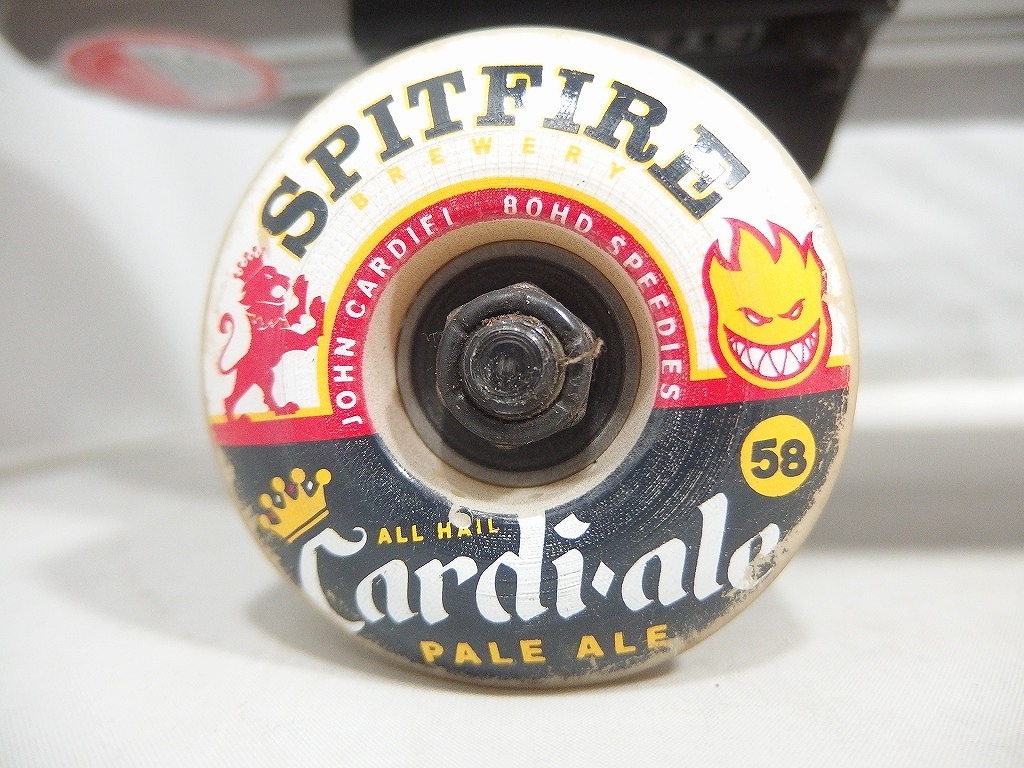 SPITFIRE
BREWERY
JOHN CARDIEL 80HD SPEEDIES
58
ALL HAIL
Cardi·ale
PALE ALE